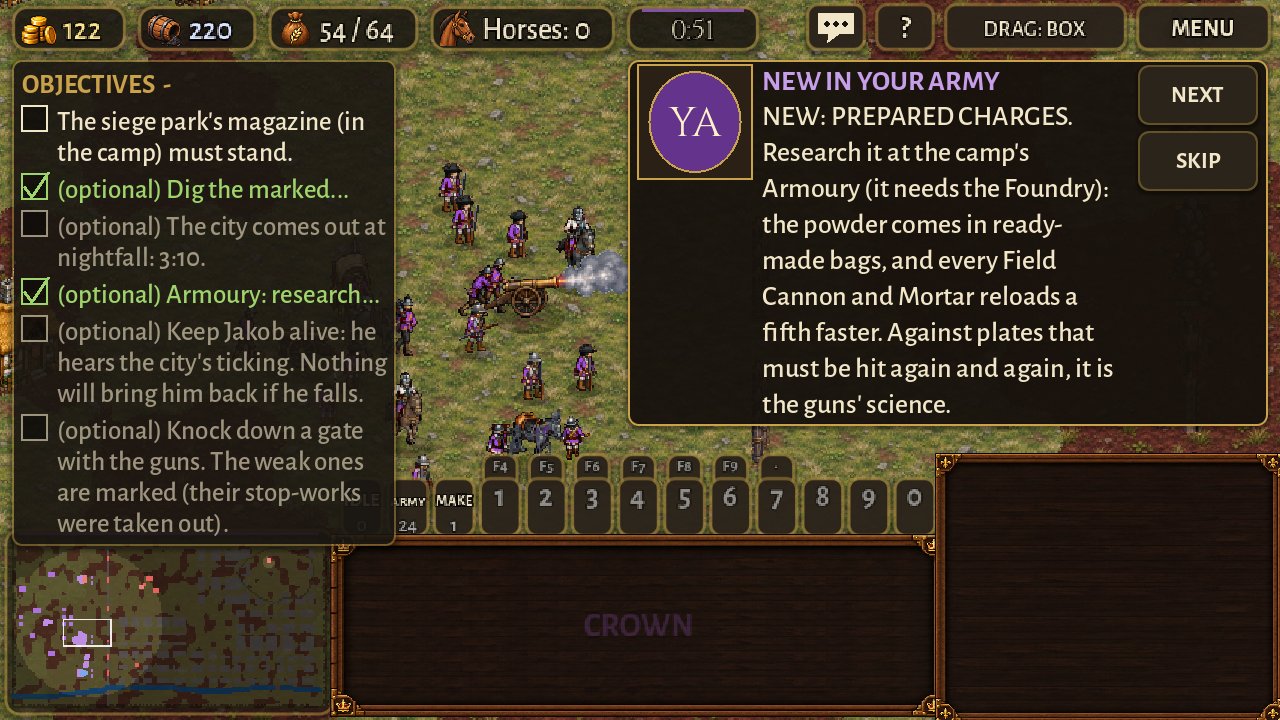 122
220
54 / 64
Horses: 0
0:51
?
DRAG: BOX
MENU
OBJECTIVES -
The siege park's magazine (in
the camp) must stand.
(optional) Dig the marked...
(optional) The city comes out at
nightfall: 3:10.
(optional) Armoury: research...
(optional) Keep Jakob alive: he
hears the city's ticking. Nothing
will bring him back if he falls.
(optional) Knock down a gate
with the guns. The weak ones
are marked (their stop-works
were taken out).
YA
NEW IN YOUR ARMY
NEW: PREPARED CHARGES.
Research it at the camp's
Armoury (it needs the Foundry):
the powder comes in ready-
made bags, and every Field
Cannon and Mortar reloads a
fifth faster. Against plates that
must be hit again and again, it is
the guns' science.
NEXT
SKIP
F4 F5 F6 F7 F8 F9 .
IDLE ARMY MAKE 1 2 3 4 5 6 7 8 9 0
0 24 1
CROWN